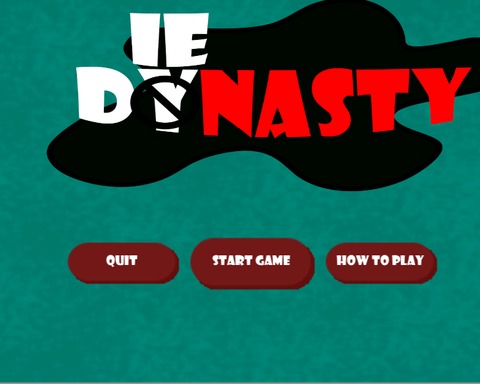 IE
DYNASTY
QUIT
START GAME
HOW TO PLAY